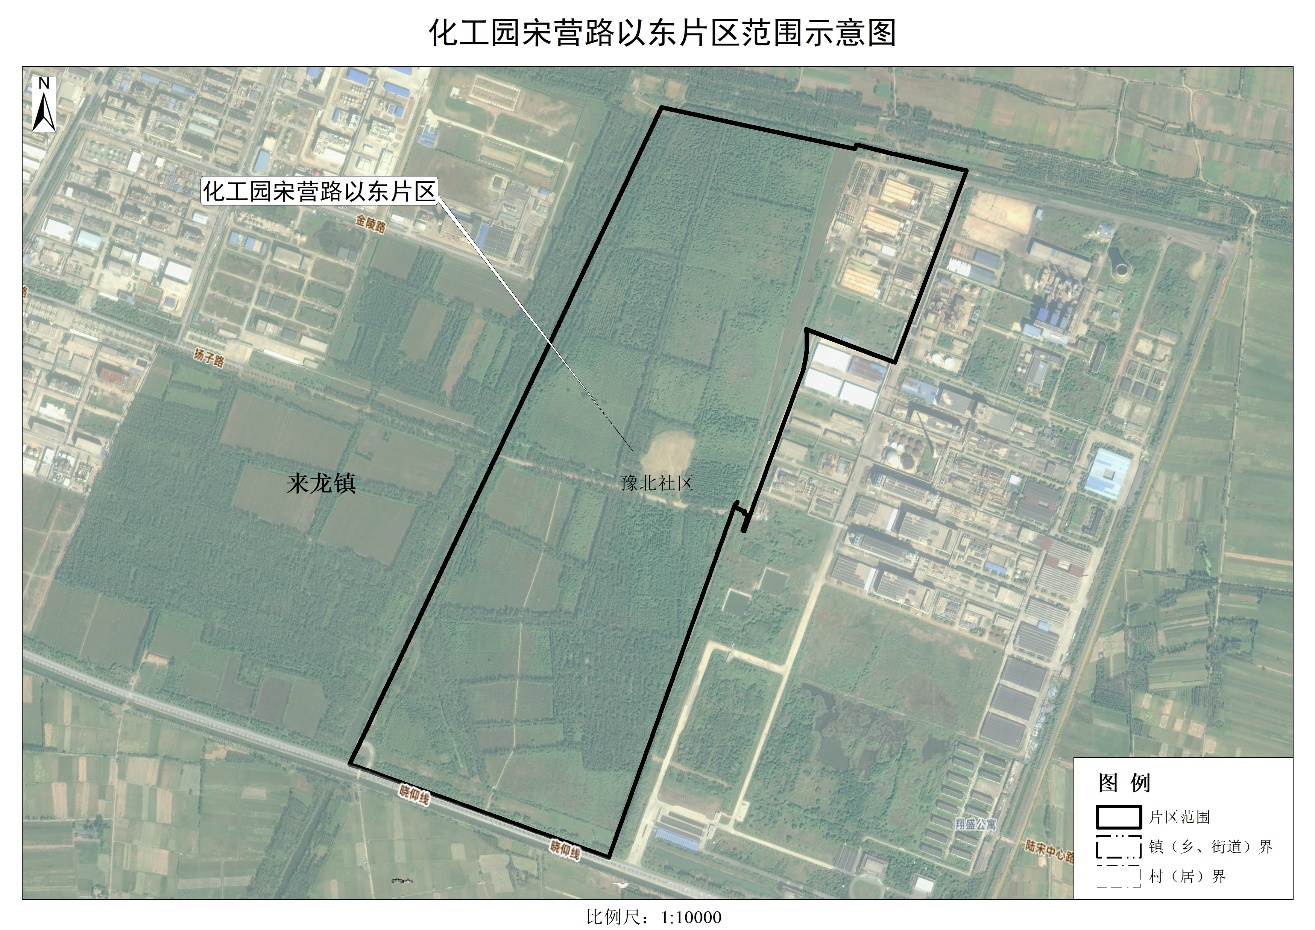 化工园宋营路以东片区范围示意图
N
化工园宋营路以东片区
金陵路
路
扬子路
来龙镇
豫北社区
晓仰线
晓仰线
翔盛公寓
陆宋中心路
图 例
片区范围
镇（乡、街道）界
村（居）界
比例尺：1:10000